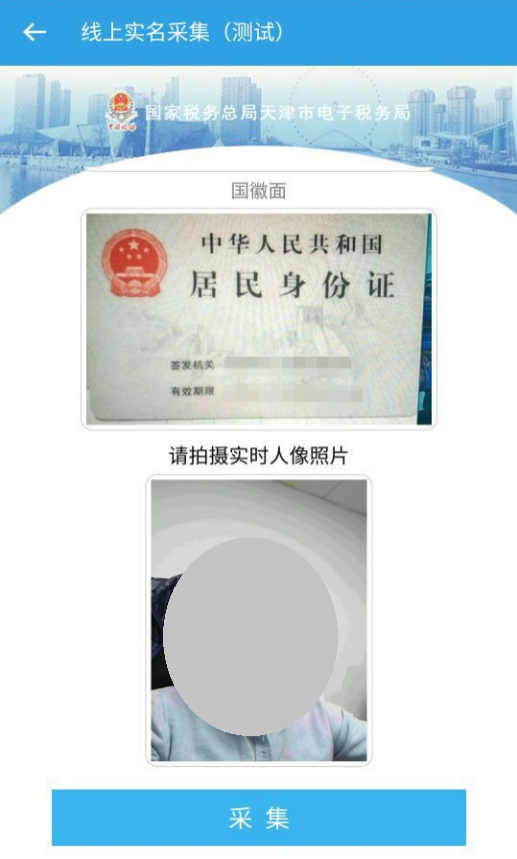 线上实名采集（测试）
国家税务总局天津市电子税务局
国徽面
中华人民共和国
居民身份证
签发机关
有效期限
请拍摄实时人像照片
采集